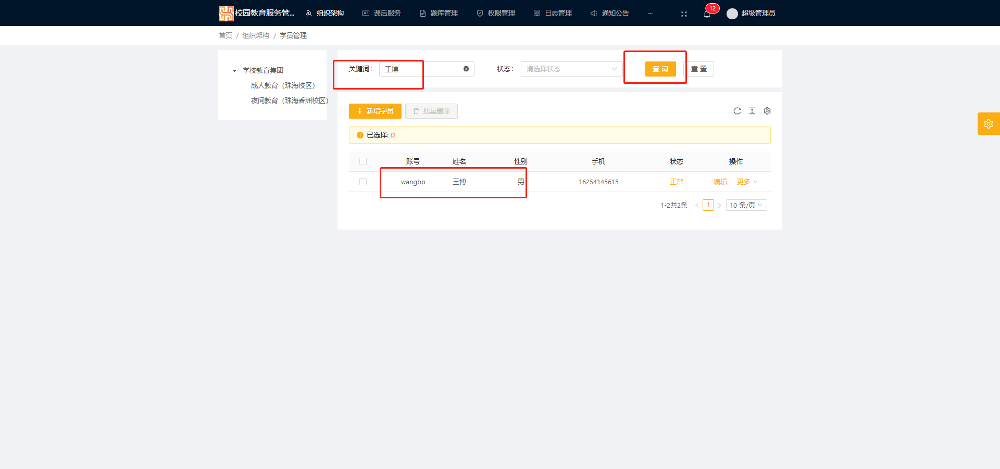 校园教育服务管... 组织架构 课后服务 题库管理 权限管理 日志管理 通知公告 ... 12 超级管理员
首页 / 组织架构 / 学员管理
学校教育集团
成人教育（珠海校区）
夜间教育（珠海香洲校区）
关键词： 王博 状态： 请选择状态 查 询 重 置
新增学员 批量删除
已选择: 0
账号 姓名 性别 手机 状态 操作
wangbo 王博 男 16254145615 正常 编辑 更多
1-2共2条 < 1 > 10 条/页